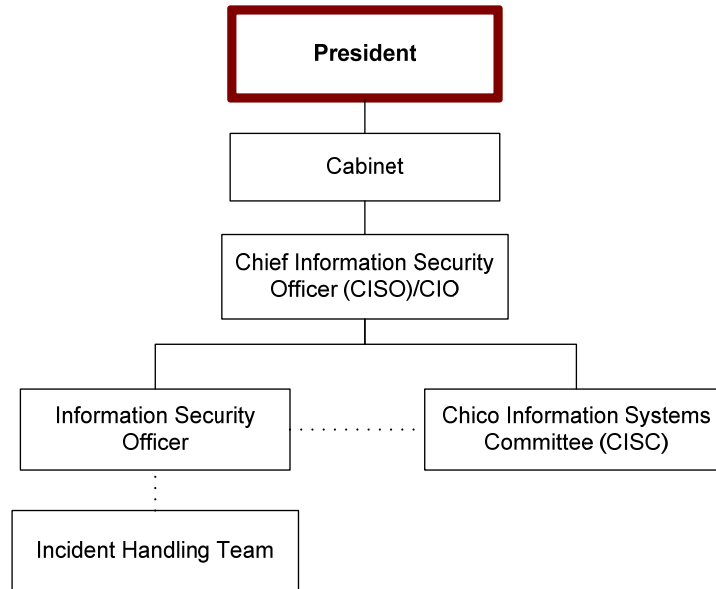 President
Cabinet
Chief Information Security
Officer (CISO)/CIO
Information Security
Officer
Chico Information Systems
Committee (CISC)
Incident Handling Team